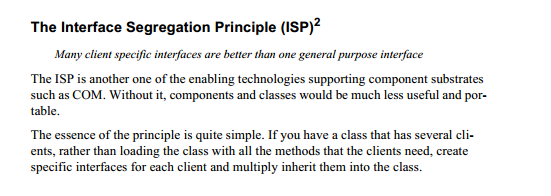 The Interface Segregation Principle (ISP)2
Many client specific interfaces are better than one general purpose interface
The ISP is another one of the enabling technologies supporting component substrates
such as COM. Without it, components and classes would be much less useful and por-
table.
The essence of the principle is quite simple. If you have a class that has several cli-
ents, rather than loading the class with all the methods that the clients need, create
specific interfaces for each client and multiply inherit them into the class.